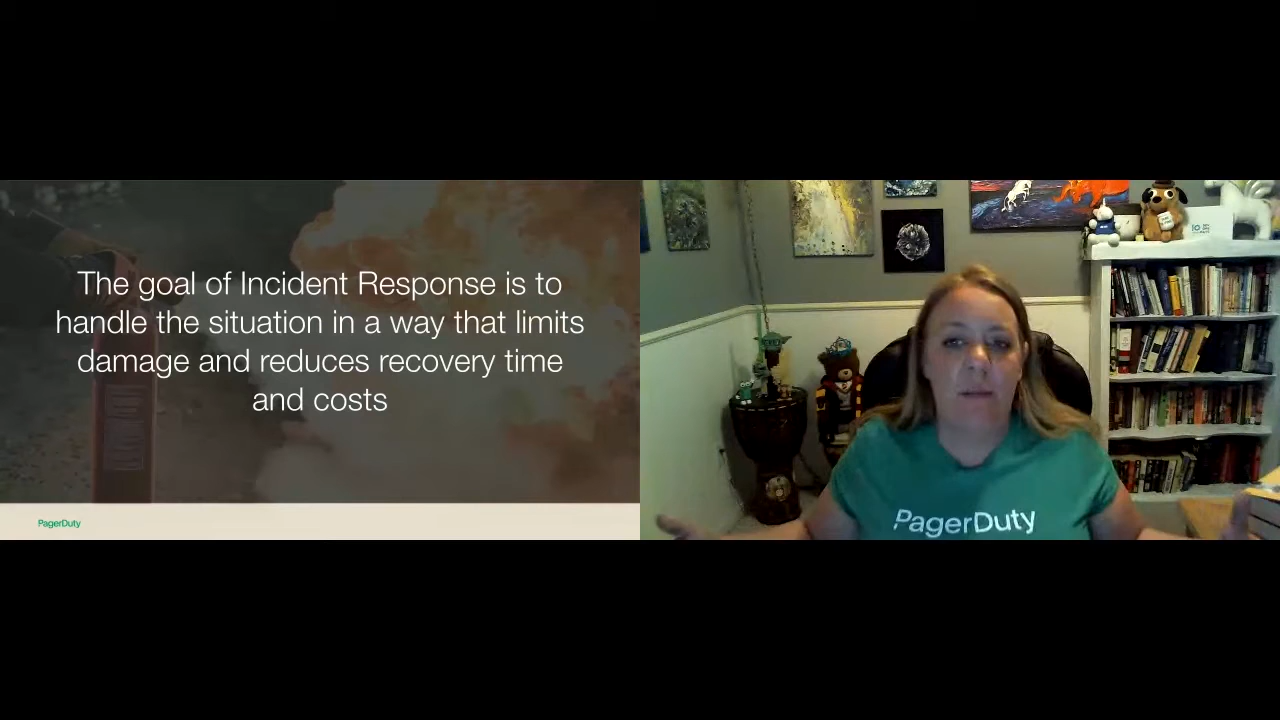 The goal of Incident Response is to
handle the situation in a way that limits
damage and reduces recovery time
and costs
PagerDuty
PagerDuty